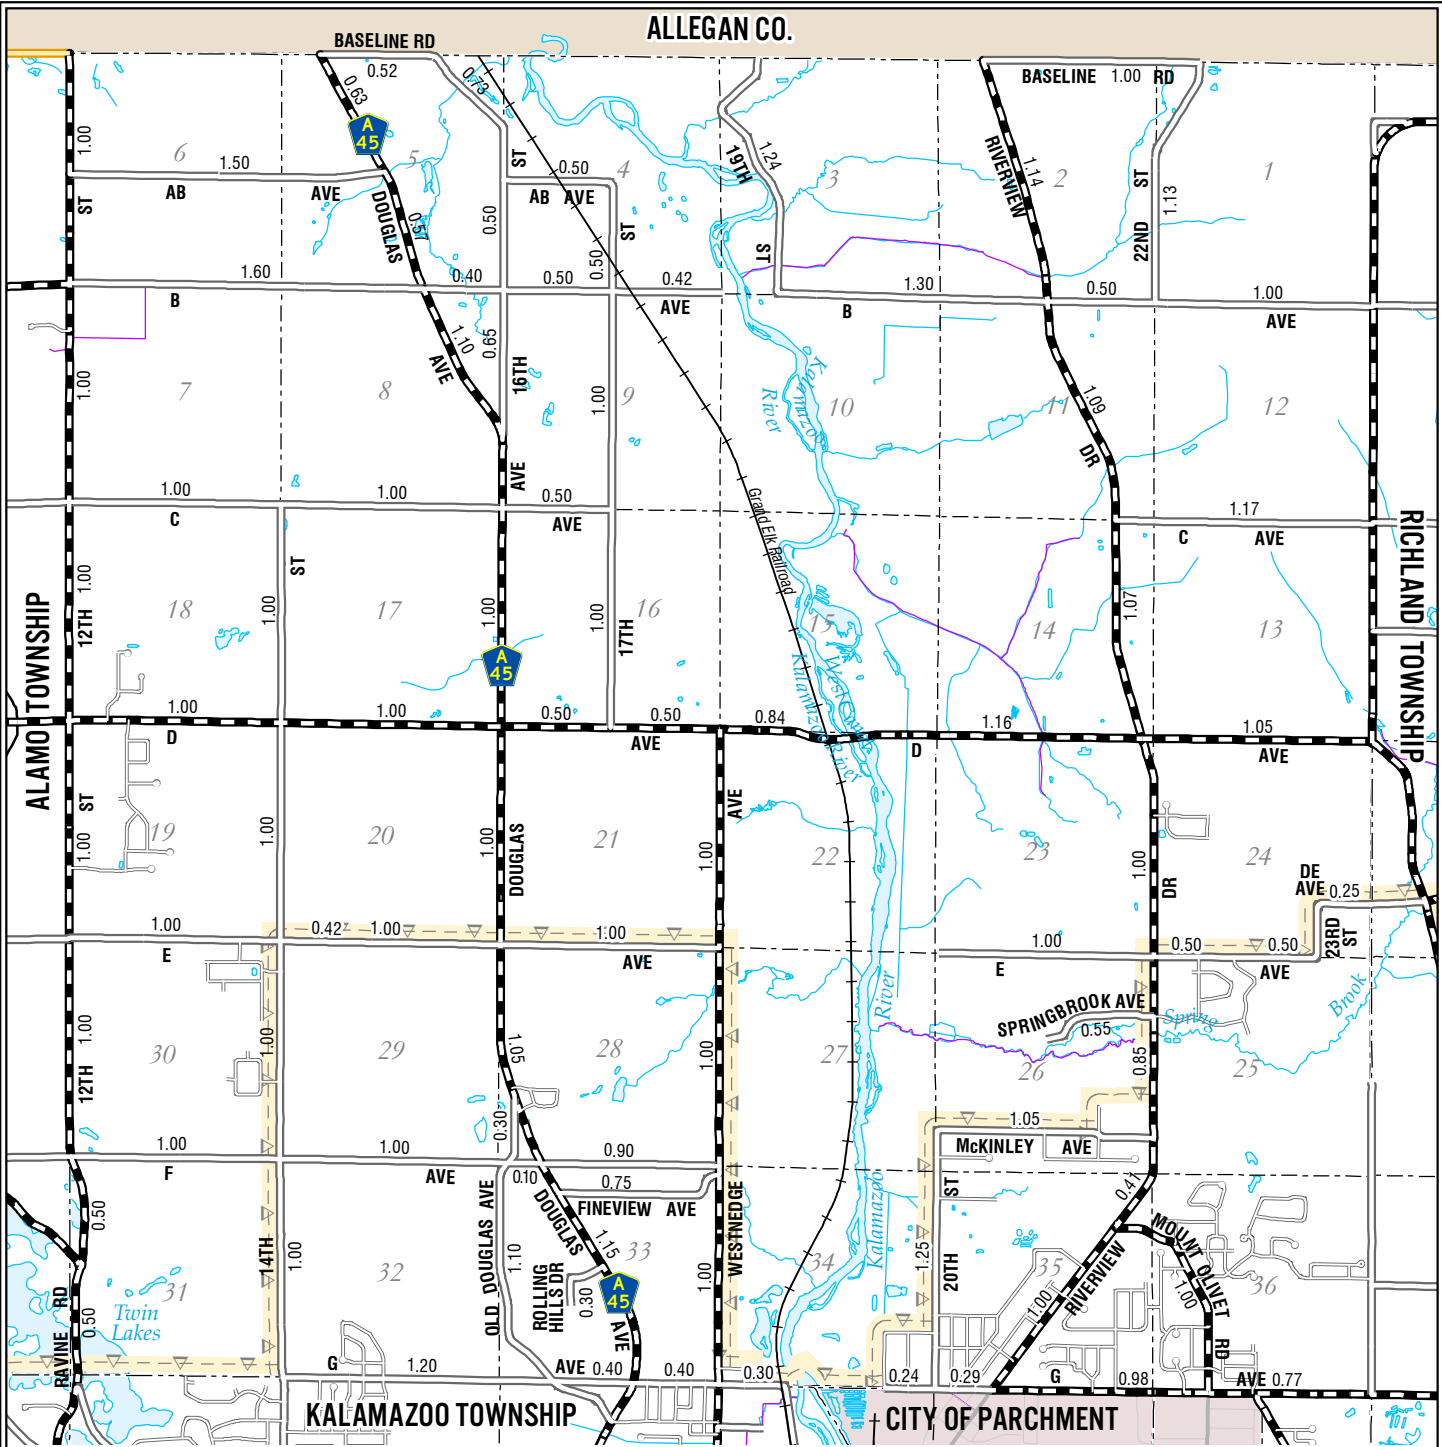 ALLEGAN CO.
BASELINE RD
0.52
0.73
0.63
BASELINE 1.00 RD
A
45
1.00
6
1.50
5
ST
0.50
4
19TH
1.24
3
RIVERVIEW
1.14
2
ST
1.13
1
ST
AB
AVE
DOUGLAS
0.57
0.50
AB AVE
ST
0.50
ST
22ND
1.60
0.40
0.50
0.42
1.30
0.50
1.00
B
AVE
B
AVE
1.10
0.65
AVE
16TH
Kalamazoo
River
1.00
7
8
1.00
9
10
11
1.09
12
DR
AVE
1.00
1.00
0.50
1.17
C
AVE
C
AVE
Grand Elk Railroad
RICHLAND TOWNSHIP
ALAMO TOWNSHIP
ST
1.00
12TH
18
1.00
17
1.00
1.00
16
17TH
15
14
1.07
13
A
45
Kalamazoo River
1.00
1.00
0.50
0.50
0.84
1.16
1.05
D
AVE
D
AVE
ST
1.00
19
1.00
20
1.00
DOUGLAS
21
AVE
1.00
22
23
1.00
DR
24
DE
AVE
0.25
23RD
ST
1.00
0.42
1.00
1.00
1.00
0.50
0.50
E
AVE
E
AVE
River
SPRINGBROOK AVE
0.55
Spring
Brook
1.00
12TH
30
1.00
29
1.05
28
1.00
27
26
0.85
25
0.30
1.05
McKINLEY AVE
1.00
1.00
0.90
F
AVE
0.10
0.75
FINEVIEW AVE
0.50
14TH
1.00
OLD DOUGLAS AVE
1.10
DOUGLAS
1.15
33
WESTNEDGE
1.00
Kalamazoo
34
ST
1.25
20TH
0.41
MOUNT OLIVET
1.00
RD
35
RIVERVIEW
1.00
36
31
32
ROLLING
HILLS DR
0.30
A
45
AVE
RAVINE RD
0.50
Twin
Lakes
G
1.20
AVE
0.40
0.40
0.30
0.24
0.29
G
0.98
AVE 0.77
KALAMAZOO TOWNSHIP
CITY OF PARCHMENT